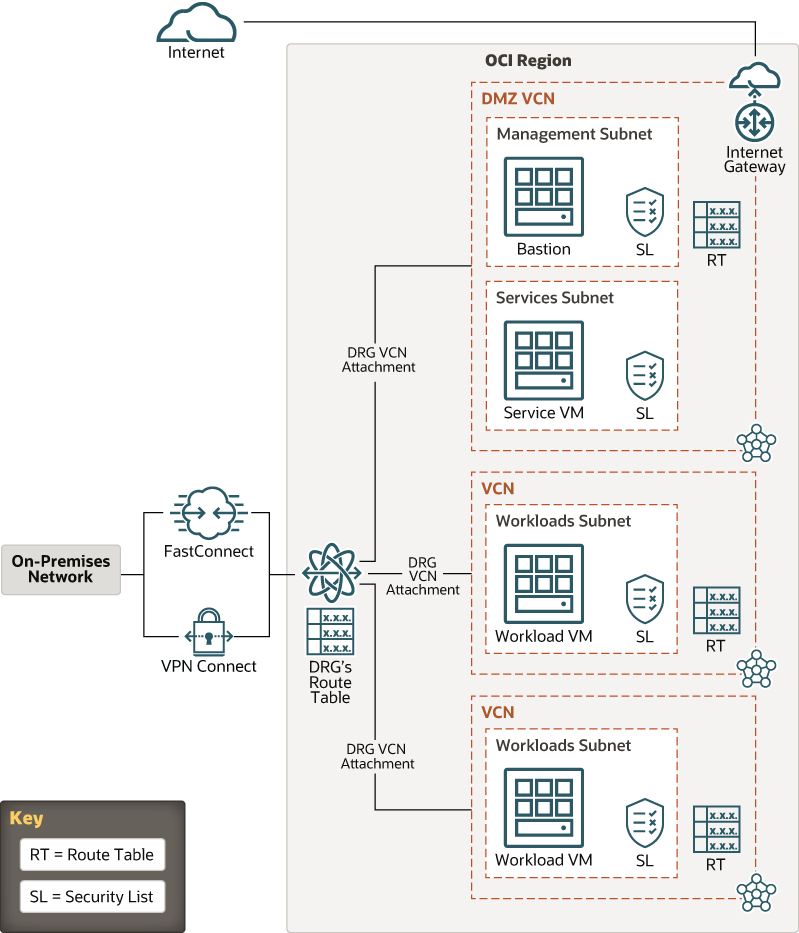 Internet
OCI Region
DMZ VCN
Internet
Gateway
Management Subnet
Bastion
SL
x.x.x.
x.x.x.
x.x.x.
RT
Services Subnet
Service VM
SL
DRG VCN
Attachment
VCN
Workloads Subnet
Workload VM
SL
x.x.x.
x.x.x.
x.x.x.
RT
FastConnect
On-Premises
Network
VPN Connect
DRG
VCN
Attachment
x.x.x.
x.x.x.
x.x.x.
DRG's
Route
Table
VCN
Workloads Subnet
Workload VM
SL
x.x.x.
x.x.x.
x.x.x.
RT
DRG VCN
Attachment
Key
RT = Route Table
SL = Security List